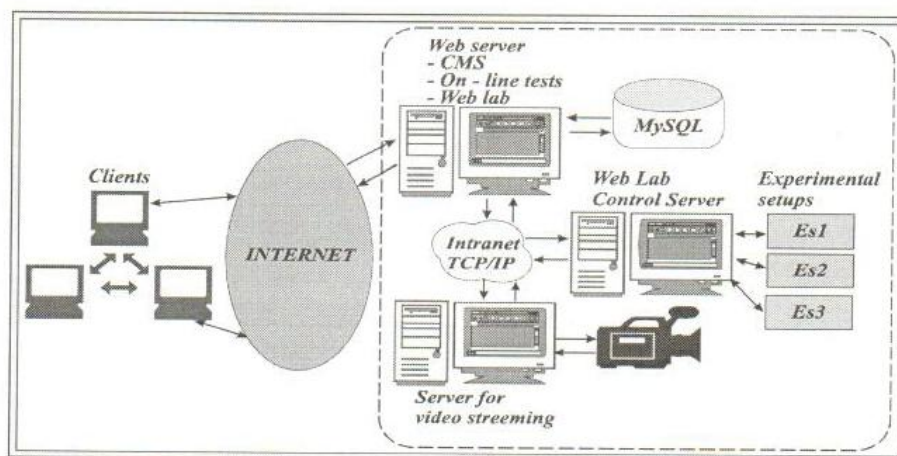 Web server
- CMS
- On - line tests
- Web lab
MySQL
Clients
Web Lab
Control Server
Experimental
setups
INTERNET
Intranet
TCP/IP
Es1
Es2
Es3
Server for
video streeming